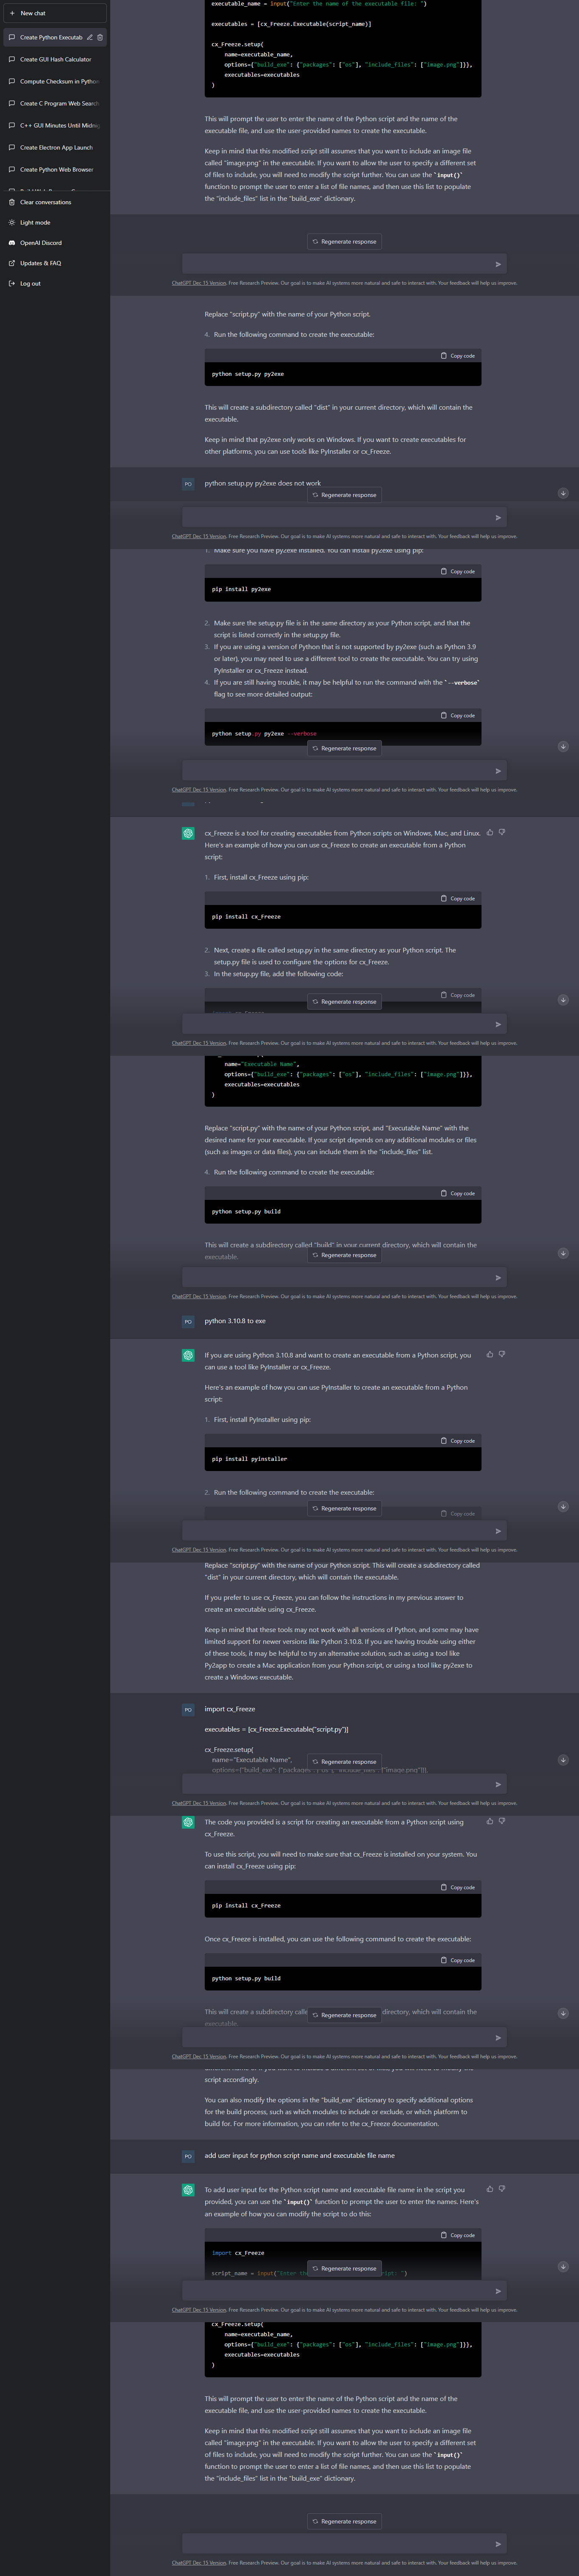 New chat
Create Python Executab
Create GUI Hash Calculator
Compute Checksum in Python
Create C Program Web Search
C++ GUI Minutes Until Midnig
Create Electron App Launch
Create Python Web Browser
Clear conversations
Light mode
OpenAI Discord
Updates & FAQ
Log out
executable_name = input("Enter the name of the executable file: ")
executables = [cx_Freeze.Executable(script_name)]
cx_Freeze.setup(
name=executable_name,
options={"build_exe": {"packages": ["os"], "include_files": ["image.png"]}},
executables=executables
)
This will prompt the user to enter the name of the Python script and the name of the
executable file, and use the user-provided names to create the executable.
Keep in mind that this modified script still assumes that you want to include an image file
called "image.png" in the executable. If you want to allow the user to specify a different set
of files to include, you will need to modify the script further. You can use the `input()`
function to prompt the user to enter a list of file names, and then use this list to populate
the "include_files" list in the "build_exe" dictionary.
Regenerate response
ChatGPT Dec 15 Version. Free Research Preview. Our goal is to make AI systems more natural and safe to interact with. Your feedback will help us improve.
Replace "script.py" with the name of your Python script.
4. Run the following command to create the executable:
Copy code
python setup.py py2exe
This will create a subdirectory called "dist" in your current directory, which will contain the
executable.
Keep in mind that py2exe only works on Windows. If you want to create executables for
other platforms, you can use tools like PyInstaller or cx_Freeze.
PO
python setup.py py2exe does not work
Regenerate response
ChatGPT Dec 15 Version. Free Research Preview. Our goal is to make AI systems more natural and safe to interact with. Your feedback will help us improve.
1. Make sure you have py2exe installed. You can install py2exe using pip:
Copy code
pip install py2exe
2. Make sure the setup.py file is in the same directory as your Python script, and that the
script is listed correctly in the setup.py file.
3. If you are using a version of Python that is not supported by py2exe (such as Python 3.9
or later), you may need to use a different tool to create the executable. You can try using
PyInstaller or cx_Freeze instead.
4. If you are still having trouble, it may be helpful to run the command with the `--verbose`
flag to see more detailed output:
Copy code
python setup.py py2exe --verbose
Regenerate response
ChatGPT Dec 15 Version. Free Research Preview. Our goal is to make AI systems more natural and safe to interact with. Your feedback will help us improve.
cx_Freeze is a tool for creating executables from Python scripts on Windows, Mac, and Linux.
Here's an example of how you can use cx_Freeze to create an executable from a Python
script:
1. First, install cx_Freeze using pip:
Copy code
pip install cx_Freeze
2. Next, create a file called setup.py in the same directory as your Python script. The
setup.py file is used to configure the options for cx_Freeze.
3. In the setup.py file, add the following code:
Copy code
Regenerate response
ChatGPT Dec 15 Version. Free Research Preview. Our goal is to make AI systems more natural and safe to interact with. Your feedback will help us improve.
name="Executable Name",
options={"build_exe": {"packages": ["os"], "include_files": ["image.png"]}},
executables=executables
)
Replace "script.py" with the name of your Python script, and "Executable Name" with the
desired name for your executable. If your script depends on any additional modules or files
(such as images or data files), you can include them in the "include_files" list.
4. Run the following command to create the executable:
Copy code
python setup.py build
This will create a subdirectory called "build" in your current directory, which will contain the
executable.
Regenerate response
ChatGPT Dec 15 Version. Free Research Preview. Our goal is to make AI systems more natural and safe to interact with. Your feedback will help us improve.
PO
python 3.10.8 to exe
If you are using Python 3.10.8 and want to create an executable from a Python script, you
can use a tool like PyInstaller or cx_Freeze.
Here's an example of how you can use PyInstaller to create an executable from a Python
script:
1. First, install PyInstaller using pip:
Copy code
pip install pyinstaller
2. Run the following command to create the executable:
Copy code
Regenerate response
ChatGPT Dec 15 Version. Free Research Preview. Our goal is to make AI systems more natural and safe to interact with. Your feedback will help us improve.
Replace "script.py" with the name of your Python script. This will create a subdirectory called
"dist" in your current directory, which will contain the executable.
If you prefer to use cx_Freeze, you can follow the instructions in my previous answer to
create an executable using cx_Freeze.
Keep in mind that these tools may not work with all versions of Python, and some may have
limited support for newer versions like Python 3.10.8. If you are having trouble using either
of these tools, it may be helpful to try an alternative solution, such as using a tool like
Py2app to create a Mac application from your Python script, or using a tool like py2exe to
create a Windows executable.
PO
import cx_Freeze
executables = [cx_Freeze.Executable("script.py")]
cx_Freeze.setup(
name="Executable Name",
Regenerate response
ChatGPT Dec 15 Version. Free Research Preview. Our goal is to make AI systems more natural and safe to interact with. Your feedback will help us improve.
The code you provided is a script for creating an executable from a Python script using
cx_Freeze.
To use this script, you will need to make sure that cx_Freeze is installed on your system. You
can install cx_Freeze using pip:
Copy code
pip install cx_Freeze
Once cx_Freeze is installed, you can use the following command to create the executable:
Copy code
python setup.py build
This will create a subdirectory directory, which will contain the
executable.
Regenerate response
ChatGPT Dec 15 Version. Free Research Preview. Our goal is to make AI systems more natural and safe to interact with. Your feedback will help us improve.
script accordingly.
You can also modify the options in the "build_exe" dictionary to specify additional options
for the build process, such as which modules to include or exclude, or which platform to
build for. For more information, you can refer to the cx_Freeze documentation.
PO
add user input for python script name and executable file name
To add user input for the Python script name and executable file name in the script you
provided, you can use the `input()` function to prompt the user to enter the names. Here's
an example of how you can modify the script to do this:
Copy code
import cx_Freeze
script_name = input("Enter
Regenerate response
ChatGPT Dec 15 Version. Free Research Preview. Our goal is to make AI systems more natural and safe to interact with. Your feedback will help us improve.
cx_Freeze.setup(
name=executable_name,
options={"build_exe": {"packages": ["os"], "include_files": ["image.png"]}},
executables=executables
)
This will prompt the user to enter the name of the Python script and the name of the
executable file, and use the user-provided names to create the executable.
Keep in mind that this modified script still assumes that you want to include an image file
called "image.png" in the executable. If you want to allow the user to specify a different set
of files to include, you will need to modify the script further. You can use the `input()`
function to prompt the user to enter a list of file names, and then use this list to populate
the "include_files" list in the "build_exe" dictionary.
Regenerate response
ChatGPT Dec 15 Version. Free Research Preview. Our goal is to make AI systems more natural and safe to interact with. Your feedback will help us improve.